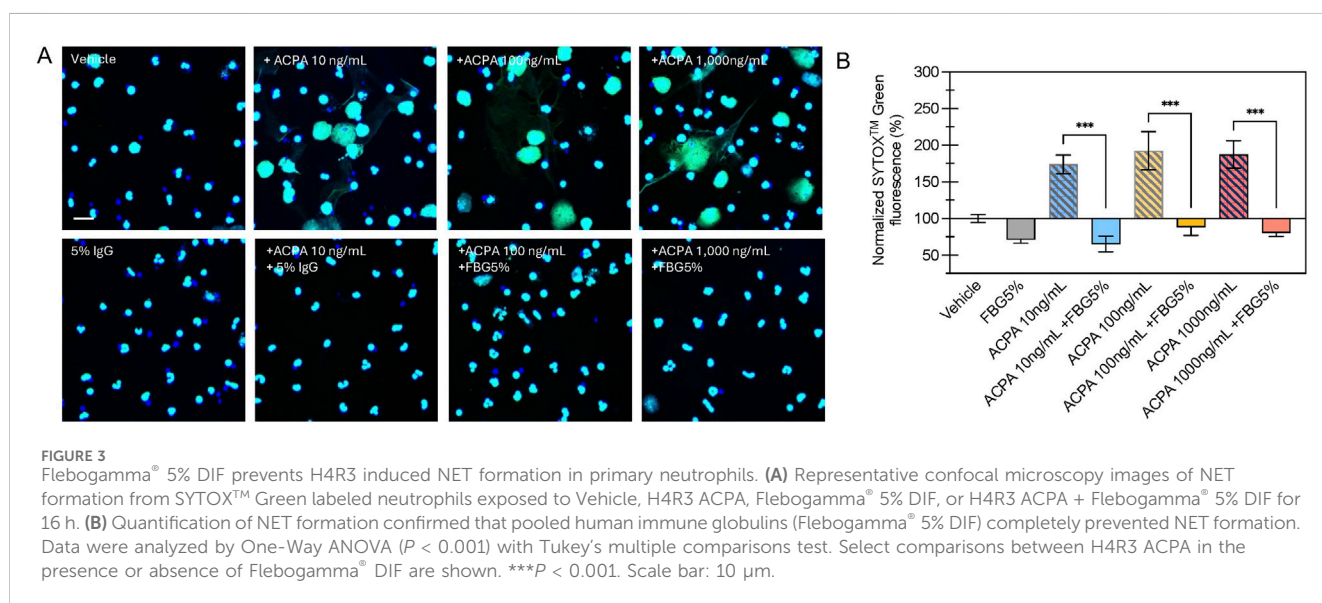 A
Vehicle
+ ACPA 10 ng/mL
+ ACPA 100ng/mL
+ACPA 1,000ng/mL
5% IgG
+ACPA 10 ng/mL
+ 5% IgG
+ACPA 100 ng/mL
+FBG5%
+ACPA 1,000 ng/mL
+FBG5%
B
Normalized SYTOX™ Green
fluorescence (%)
300
250
200
150
100
50
***
***
***
Vehicle
FBG5%
ACPA 10ng/mL
ACPA 10ng/mL +FBG5%
ACPA 100ng/mL
ACPA 100ng/mL +FBG5%
ACPA 1000ng/mL
ACPA 1000ng/mL +FBG5%
FIGURE 3
Flebogamma® 5% DIF prevents H4R3 induced NET formation in primary neutrophils. (A) Representative confocal microscopy images of NET
formation from SYTOX™ Green labeled neutrophils exposed to Vehicle, H4R3 ACPA, Flebogamma® 5% DIF, or H4R3 ACPA + Flebogamma® 5% DIF for
16 h. (B) Quantification of NET formation confirmed that pooled human immune globulins (Flebogamma® 5% DIF) completely prevented NET formation.
Data were analyzed by One-Way ANOVA (P < 0.001) with Tukey's multiple comparisons test. Select comparisons between H4R3 ACPA in the
presence or absence of Flebogamma® DIF are shown. ***P < 0.001. Scale bar: 10 μm.